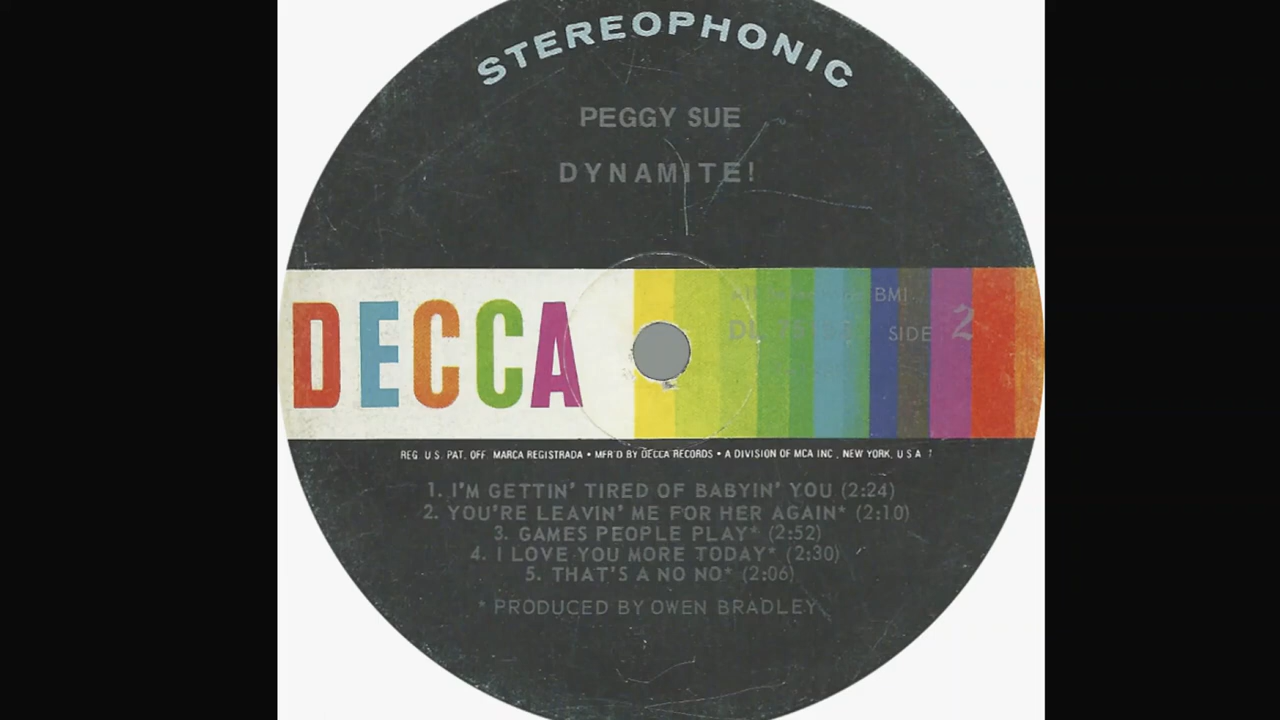 STEREOPHONIC
PEGGY SUE
DYNAMITE!
DECCA
BMI
SIDE 2
REG. U.S. PAT. OFF. MARCA REGISTRADA • MFR'D BY DECCA RECORDS • A DIVISION OF MCA INC., NEW YORK, U.S.A.
1. I'M GETTIN' TIRED OF BABYIN' YOU (2:24)
2. YOU'RE LEAVIN' ME FOR HER AGAIN* (2:10)
3. GAMES PEOPLE PLAY* (2:52)
4. I LOVE YOU MORE TODAY* (2:30)
5. THAT'S A NO NO* (2:06)
* PRODUCED BY OWEN BRADLEY